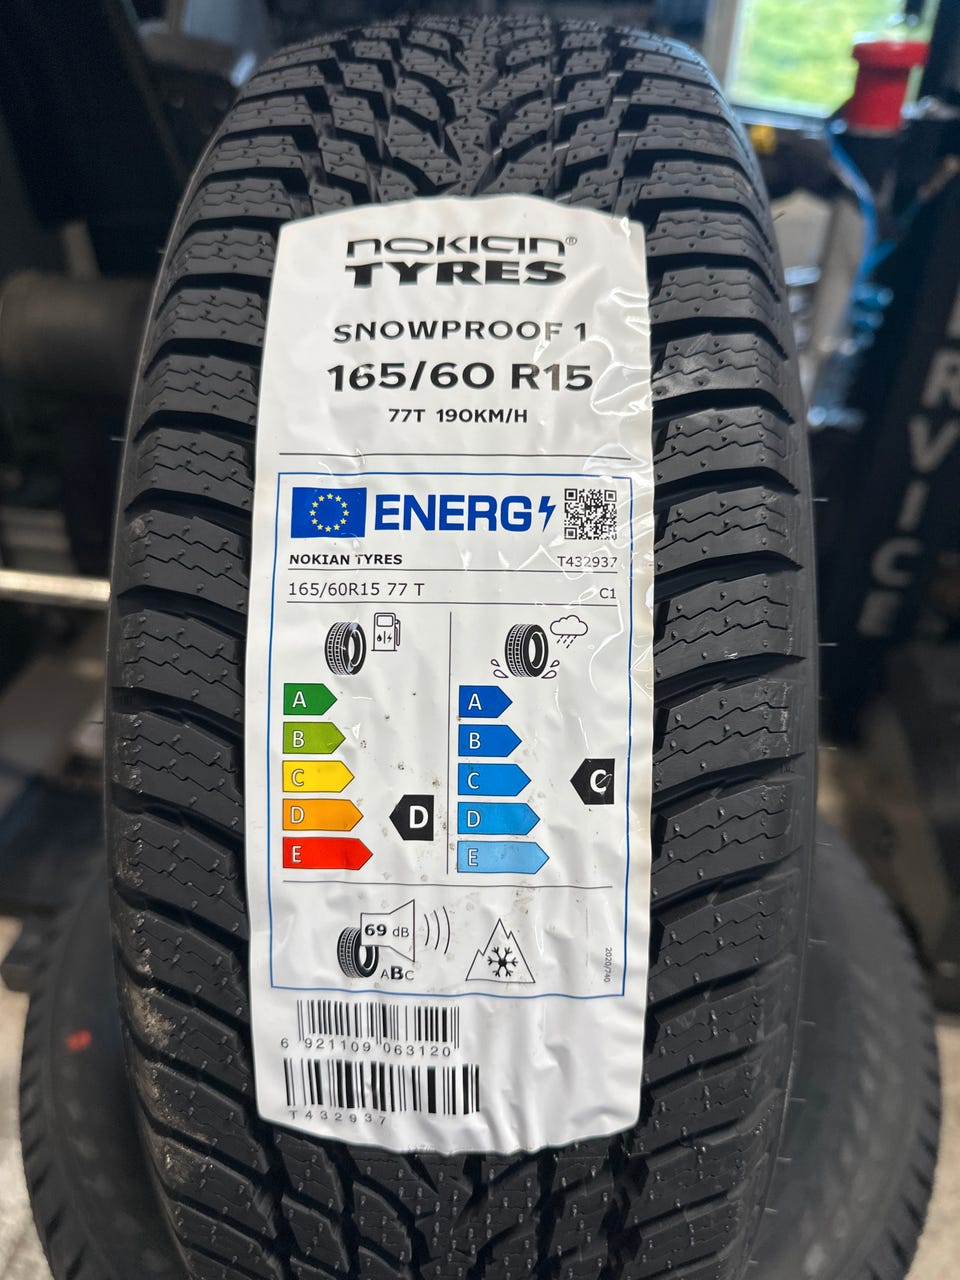 nokian®
TYRES
SNOWPROOF 1
165/60 R15
77T 190KM/H
ENERG
NOKIAN TYRES T432937
165/60R15 77 T C1
A A
B B
C C C
D D D
E E
69 dB
ABC
2020/740
6 921109 063120
T432937
SERVICE